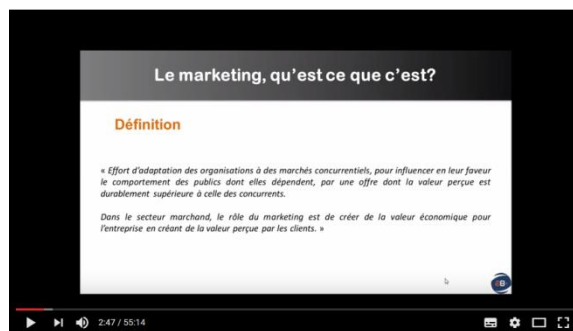 Le marketing, qu'est ce que c'est?
Définition
« Effort d'adaptation des organisations à des marchés concurrentiels, pour influencer en leur faveur
le comportement des publics dont elles dépendent, par une offre dont la valeur perçue est
durablement supérieure à celle des concurrents.
Dans le secteur marchand, le rôle du marketing est de créer de la valeur économique pour
l'entreprise en créant de la valeur perçue par les clients. »
2:47 / 55:14